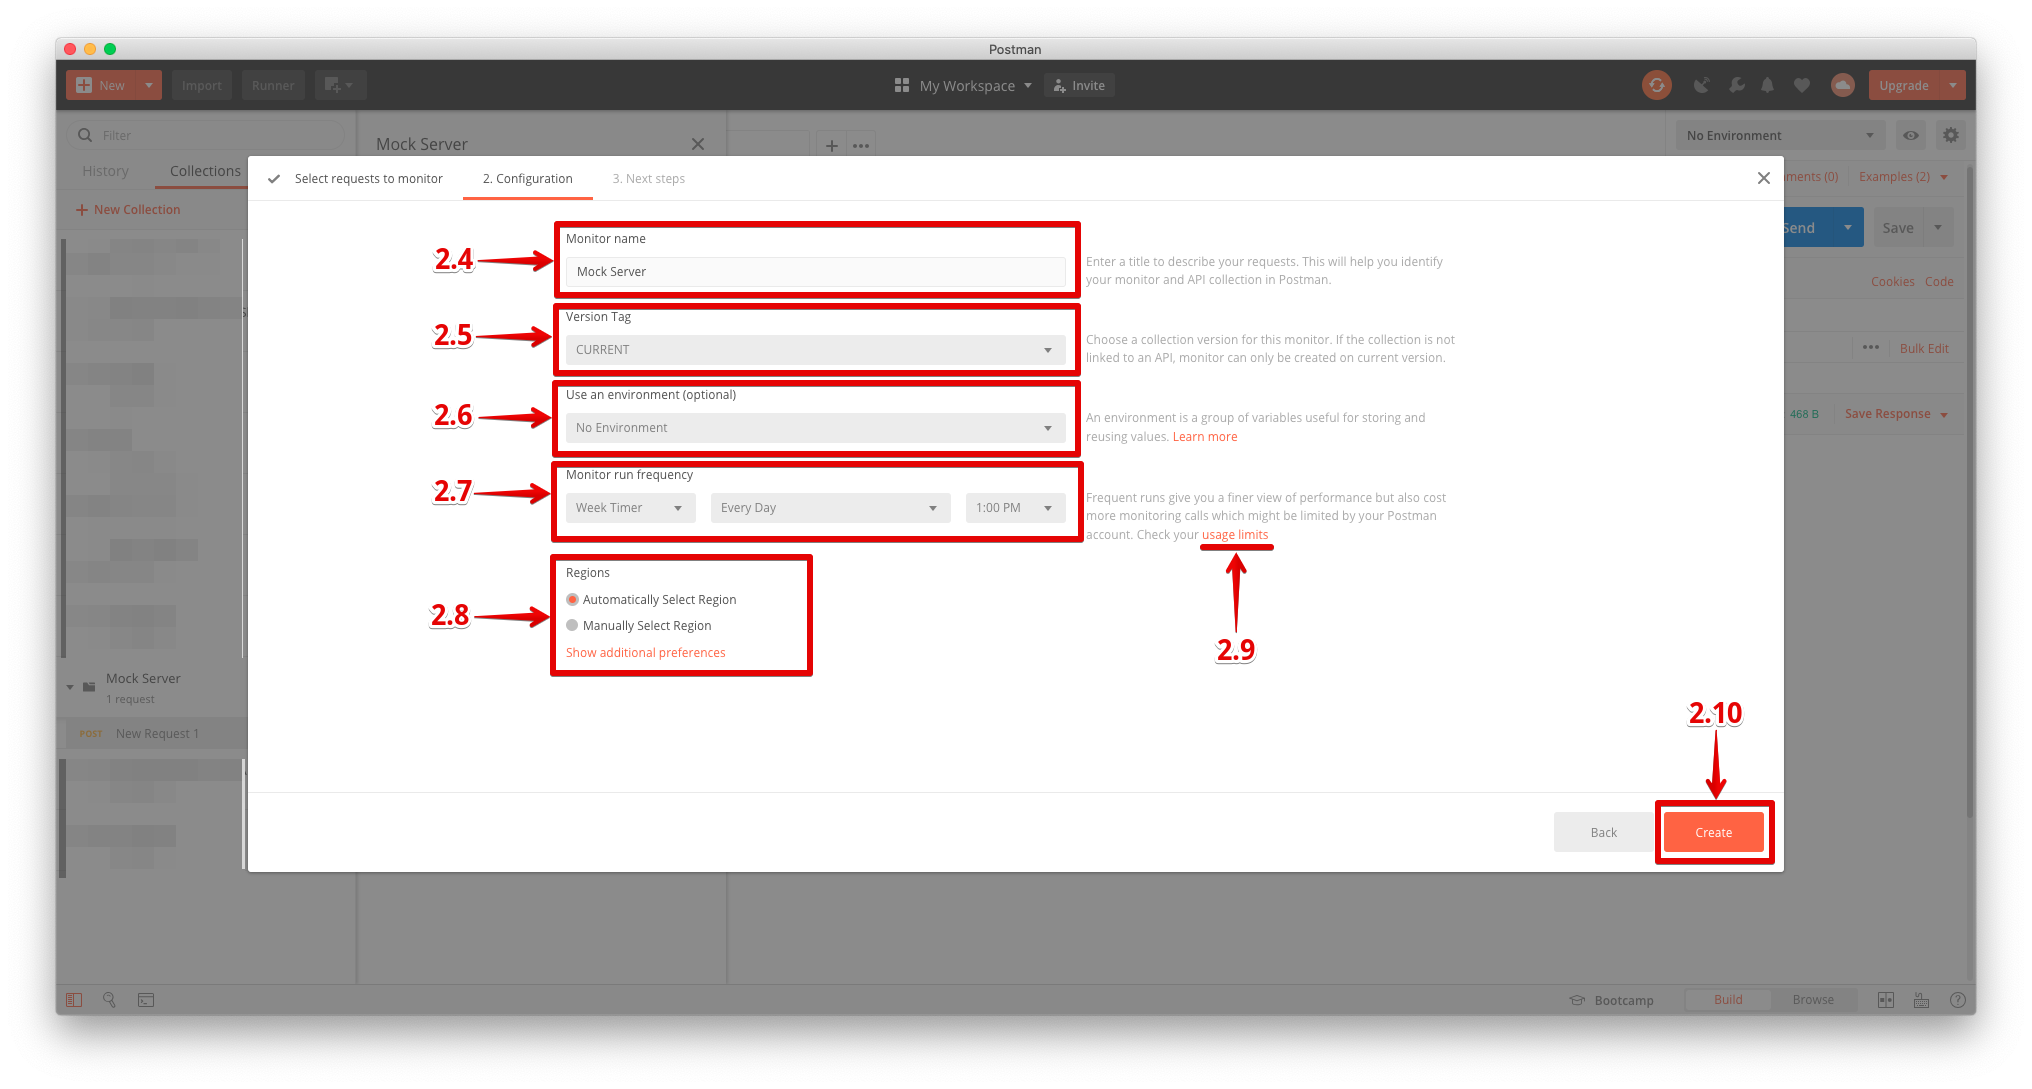 Postman
New
Import
Runner
My Workspace
Invite
Upgrade
Filter
History
Collections
New Collection
Mock Server
No Environment
Select requests to monitor
2. Configuration
3. Next steps
(0)
Examples (2)
Send
Save
Cookies Code
Bulk Edit
468 B
Save Response
2.4
Monitor name
Mock Server
Enter a title to describe your requests. This will help you identify
your monitor and API collection in Postman.
2.5
Version Tag
CURRENT
Choose a collection version for this monitor. If the collection is not
linked to an API, monitor can only be created on current version.
2.6
Use an environment (optional)
No Environment
An environment is a group of variables useful for storing and
reusing values. Learn more
2.7
Monitor run frequency
Week Timer
Every Day
1:00 PM
Frequent runs give you a finer view of performance but also cost
more monitoring calls which might be limited by your Postman
account. Check your usage limits
2.8
Regions
Automatically Select Region
Manually Select Region
Show additional preferences
2.9
2.10
Back
Create
Mock Server
1 request
POST New Request 1
Bootcamp
Build
Browse